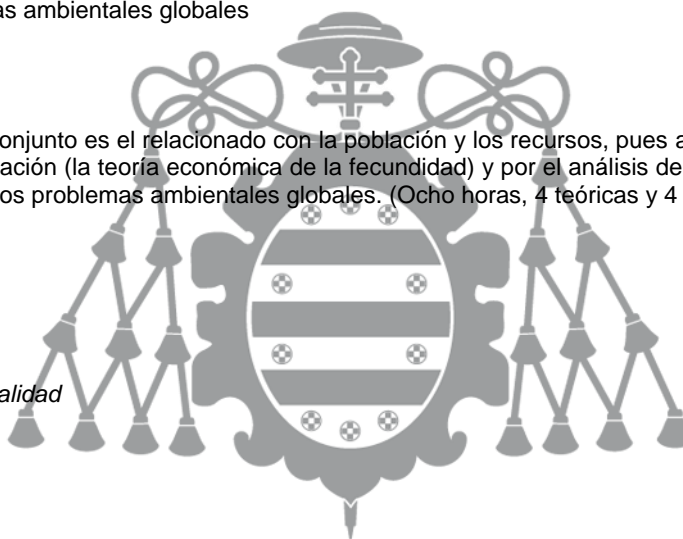 as ambientales globales
onjunto es el relacionado con la población y los recursos, pues a
ación (la teoría económica de la fecundidad) y por el análisis de
os problemas ambientales globales. (Ocho horas, 4 teóricas y 4
alidad